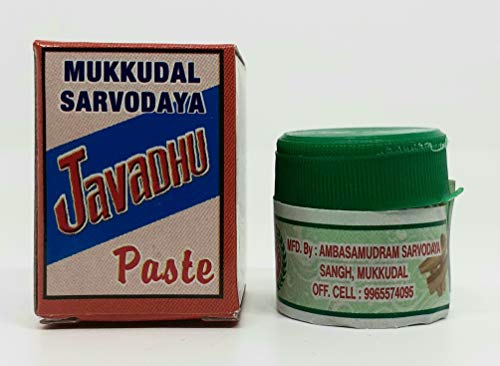 MUKKUDAL
SARVODAYA
JAVADHU
Paste
MFD. By : AMBASAMUDRAM SARVODAYA
SANGH, MUKKUDAL
OFF. CELL : 9965574095